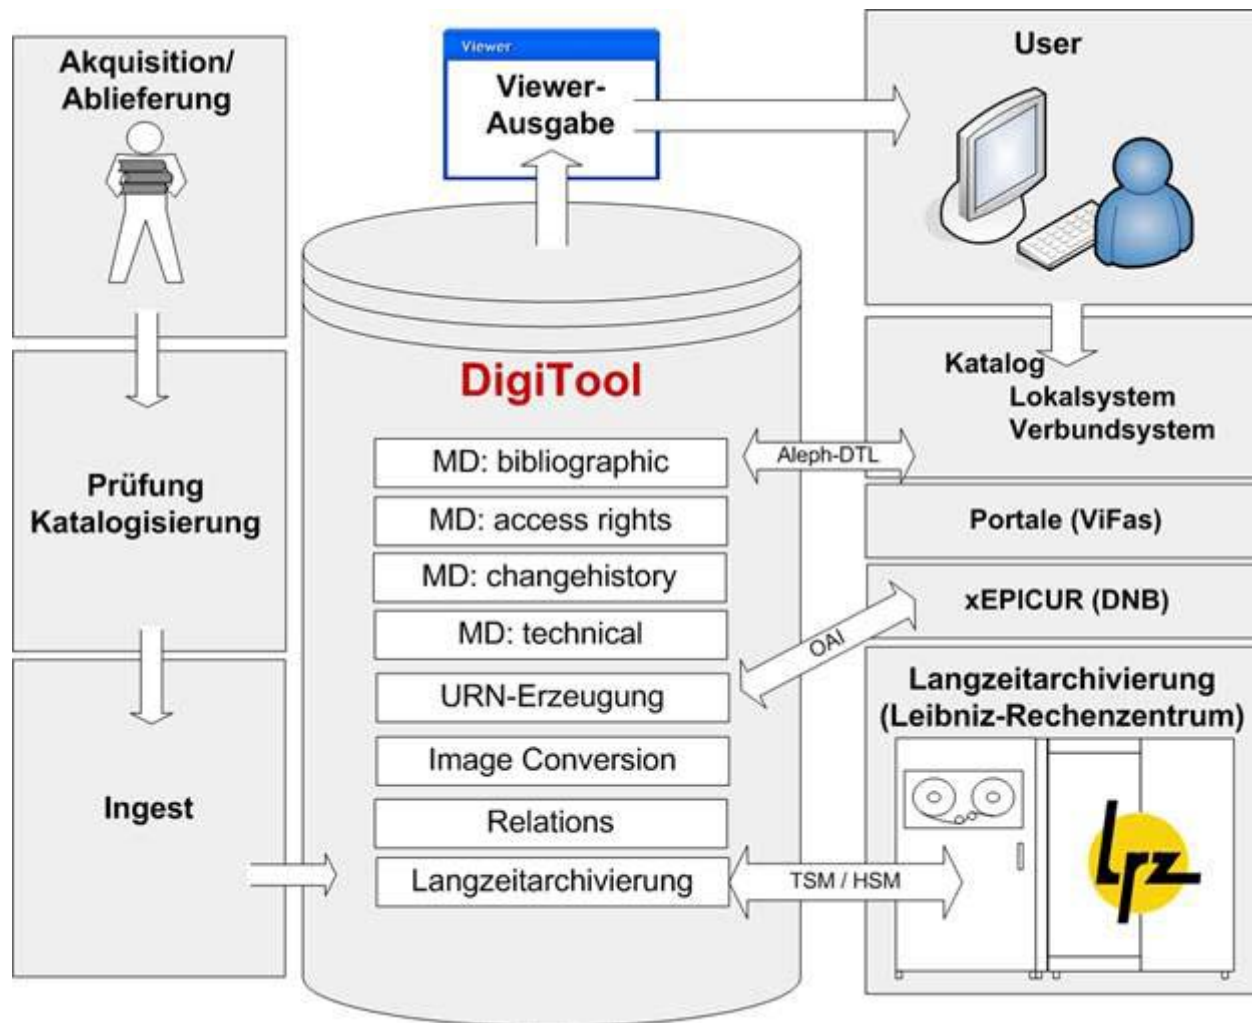 Akquisition/
Ablieferung
Prüfung
Katalogisierung
Ingest
Viewer
Viewer-
Ausgabe
DigiTool
MD: bibliographic
MD: access rights
MD: changehistory
MD: technical
URN-Erzeugung
Image Conversion
Relations
Langzeitarchivierung
Aleph-DTL
OAI
TSM / HSM
User
Katalog
Lokalsystem
Verbundsystem
Portale (ViFas)
xEPICUR (DNB)
Langzeitarchivierung
(Leibniz-Rechenzentrum)
lrz